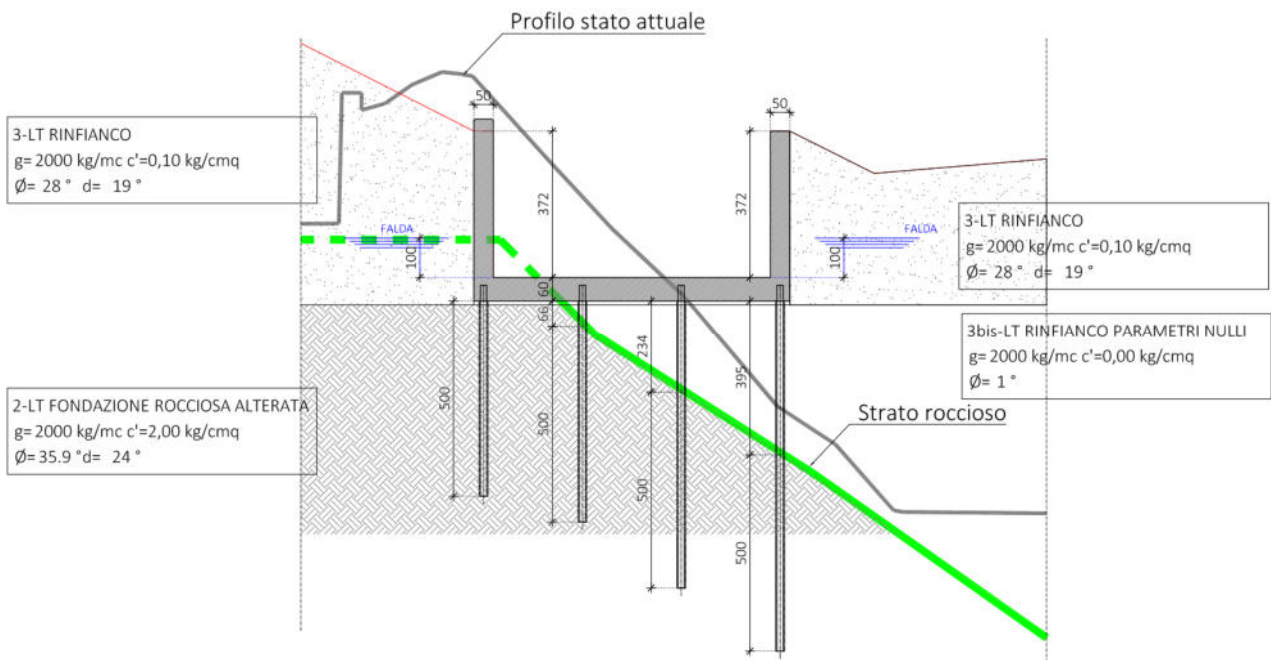 Profilo stato attuale
50
50
3-LT RINFIANCO
g= 2000 kg/mc c'=0,10 kg/cmq
Ø= 28 ° d= 19 °
372
372
FALDA
100
FALDA
100
3-LT RINFIANCO
g= 2000 kg/mc c'=0,10 kg/cmq
Ø= 28 ° d= 19 °
60
66
234
395
3bis-LT RINFIANCO PARAMETRI NULLI
g= 2000 kg/mc c'=0,00 kg/cmq
Ø= 1 °
2-LT FONDAZIONE ROCCIOSA ALTERATA
g= 2000 kg/mc c'=2,00 kg/cmq
Ø= 35.9 °d= 24 °
500
500
500
500
Strato roccioso